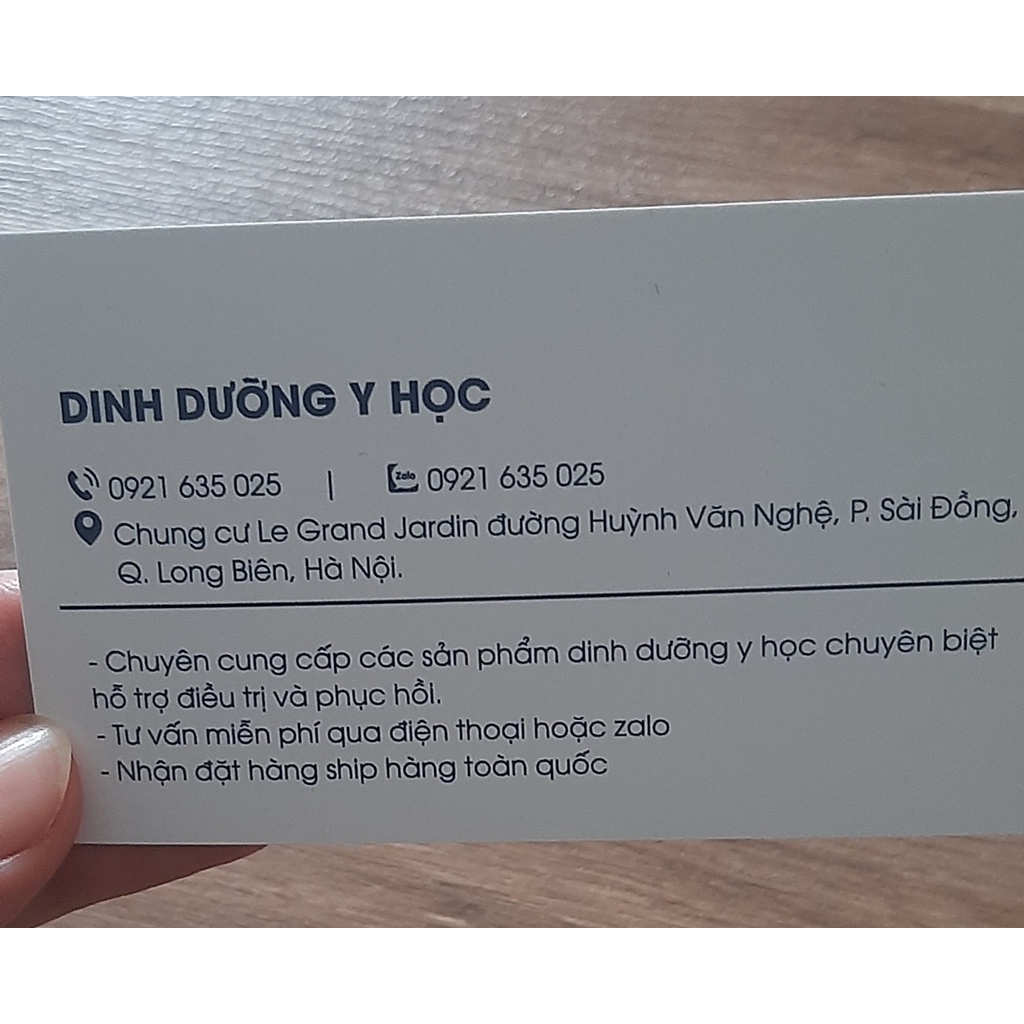 DINH DƯỠNG Y HỌC
0921 635 025 | Zalo 0921 635 025
Chung cư Le Grand Jardin đường Huỳnh Văn Nghệ, P. Sài Đồng,
Q. Long Biên, Hà Nội.
- Chuyên cung cấp các sản phẩm dinh dưỡng y học chuyên biệt
hỗ trợ điều trị và phục hồi.
- Tư vấn miễn phí qua điện thoại hoặc zalo
- Nhận đặt hàng ship hàng toàn quốc